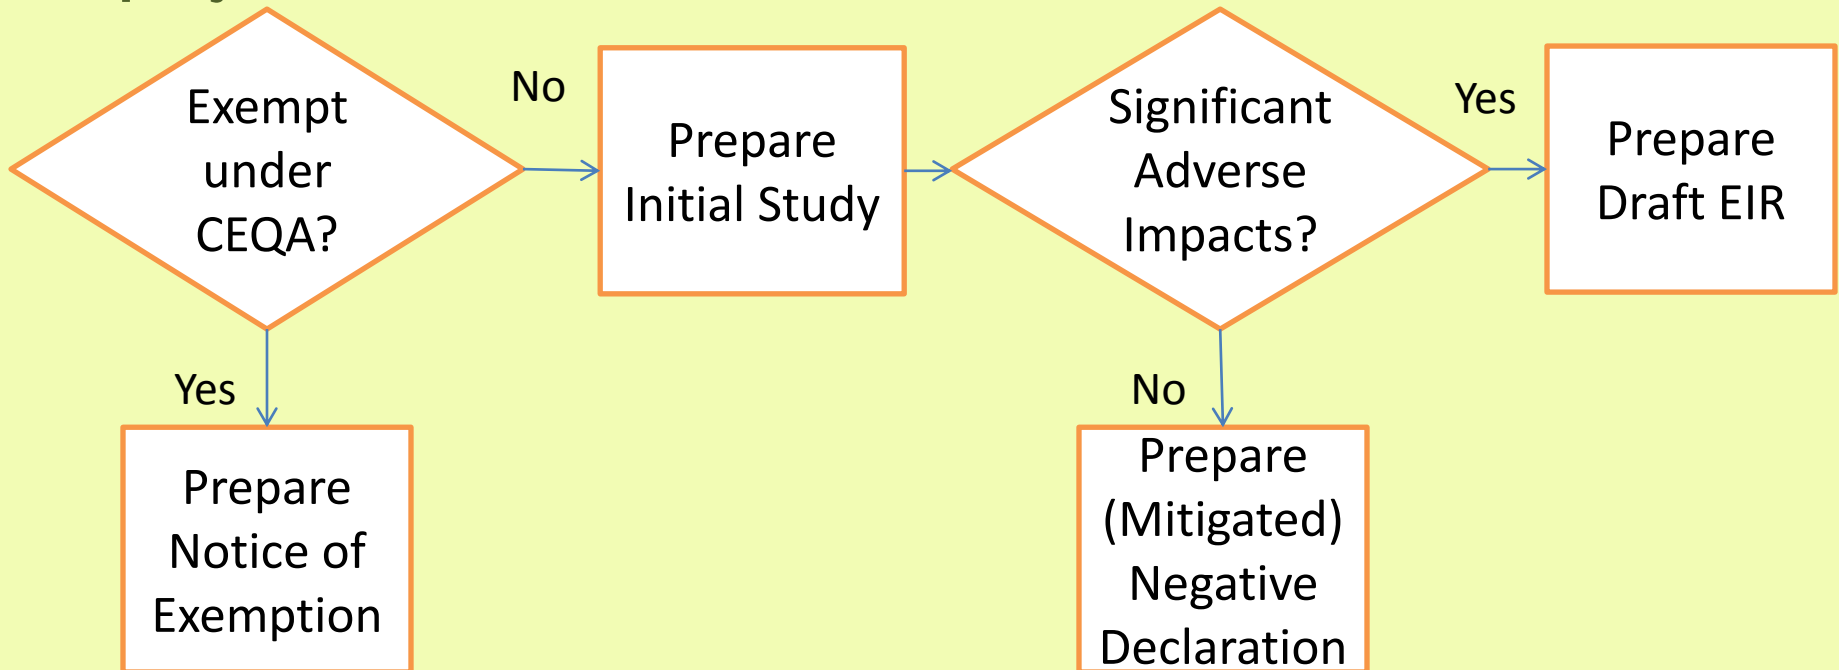 Exempt
under
CEQA?
No
Prepare
Initial Study
Significant
Adverse
Impacts?
Yes
Prepare
Draft EIR
Yes
Prepare
Notice of
Exemption
No
Prepare
(Mitigated)
Negative
Declaration